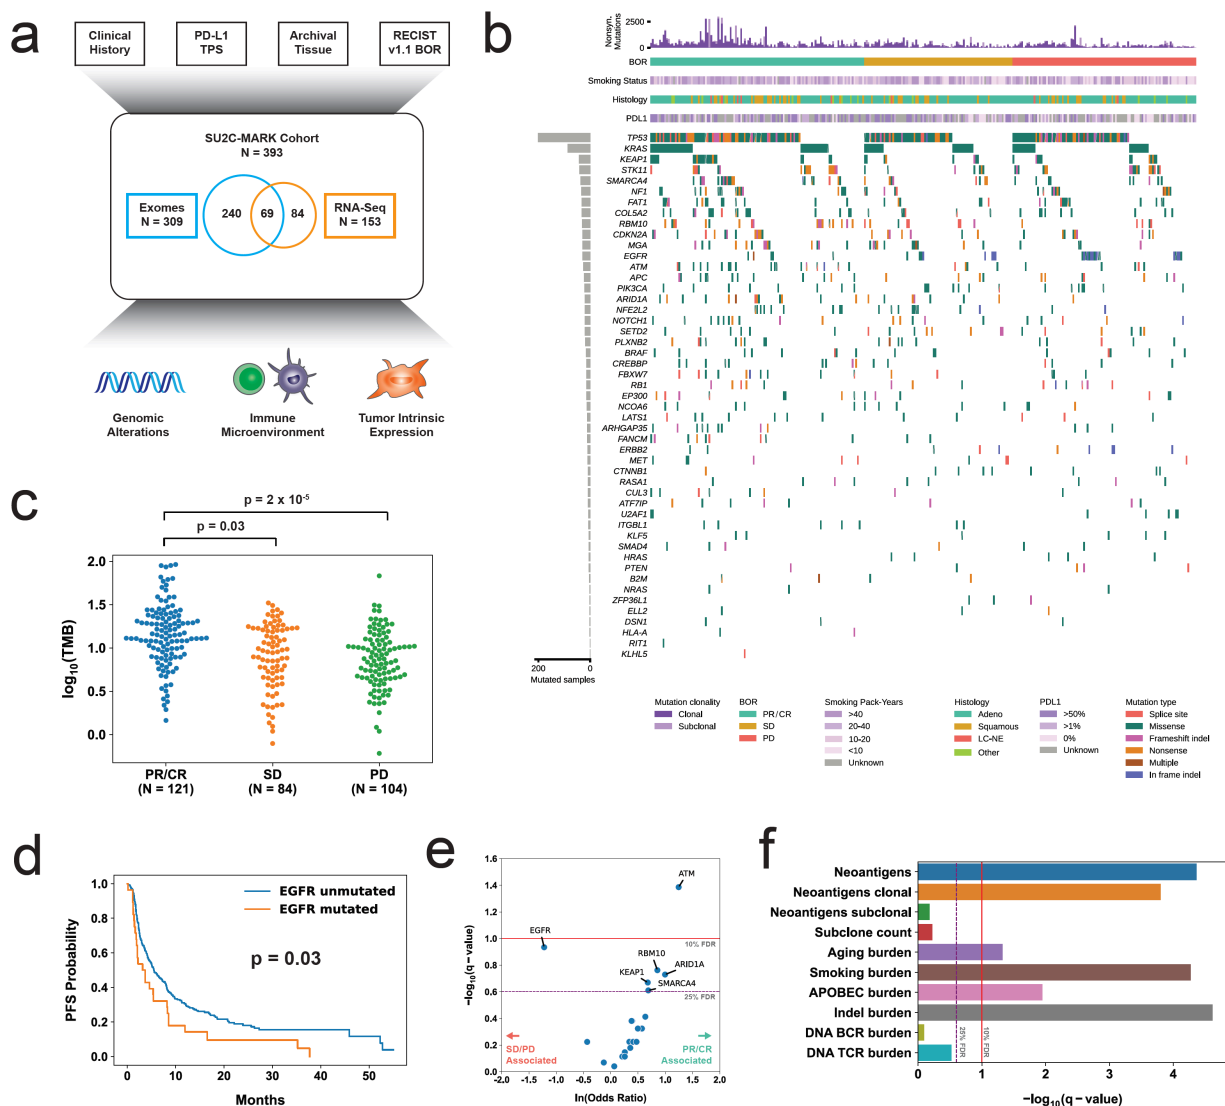 a
Clinical
History
PD-L1
TPS
Archival
Tissue
RECIST
v1.1 BOR
SU2C-MARK Cohort
N = 393
Exomes
N = 309
240
69
84
RNA-Seq
N = 153
Genomic
Alterations
Immune
Microenvironment
Tumor Intrinsic
Expression
b
Nonsyn.
Mutations
2500
0
BOR
Smoking Status
Histology
PDL1
TP53
KRAS
KEAP1
STK11
SMARCA4
NF1
FAT1
COL5A2
RBM10
CDKN2A
MGA
EGFR
ATM
APC
PIK3CA
ARID1A
NFE2L2
NOTCH1
SETD2
PLXNB2
BRAF
CREBBP
FBXW7
RB1
EP300
NCOA6
LATS1
ARHGAP35
FANCM
ERBB2
MET
CTNNB1
RASA1
CUL3
ATF7IP
U2AF1
ITGBL1
KLF5
SMAD4
HRAS
PTEN
B2M
NRAS
ZFP36L1
ELL2
DSN1
HLA-A
RIT1
KLHL5
200
0
Mutated samples
Mutation clonality
Clonal
Subclonal
BOR
PR/CR
SD
PD
Smoking Pack-Years
>40
20-40
10-20
<10
Unknown
Histology
Adeno
Squamous
LC-NE
Other
PDL1
>50%
>1%
0%
Unknown
Mutation type
Splice site
Missense
Frameshift indel
Nonsense
Multiple
In frame indel
c
p = 2 x 10-5
p = 0.03
log10(TMB)
2.0
1.5
1.0
0.5
0.0
PR/CR
(N = 121)
SD
(N = 84)
PD
(N = 104)
d
PFS Probability
1.0
0.8
0.6
0.4
0.2
0.0
EGFR unmutated
EGFR mutated
p = 0.03
0
10
20
30
40
50
Months
e
−log10(q − value)
1.6
1.4
1.2
1.0
0.8
0.6
0.4
0.2
0.0
ATM
EGFR
10% FDR
RBM10
ARID1A
KEAP1
SMARCA4
25% FDR
SD/PD
Associated
PR/CR
Associated
−2.0
−1.5
−1.0
−0.5
0.0
0.5
1.0
1.5
2.0
ln(Odds Ratio)
f
Neoantigens
Neoantigens clonal
Neoantigens subclonal
Subclone count
Aging burden
Smoking burden
APOBEC burden
Indel burden
DNA BCR burden
DNA TCR burden
25% FDR
10% FDR
0
1
2
3
4
−log10(q − value)